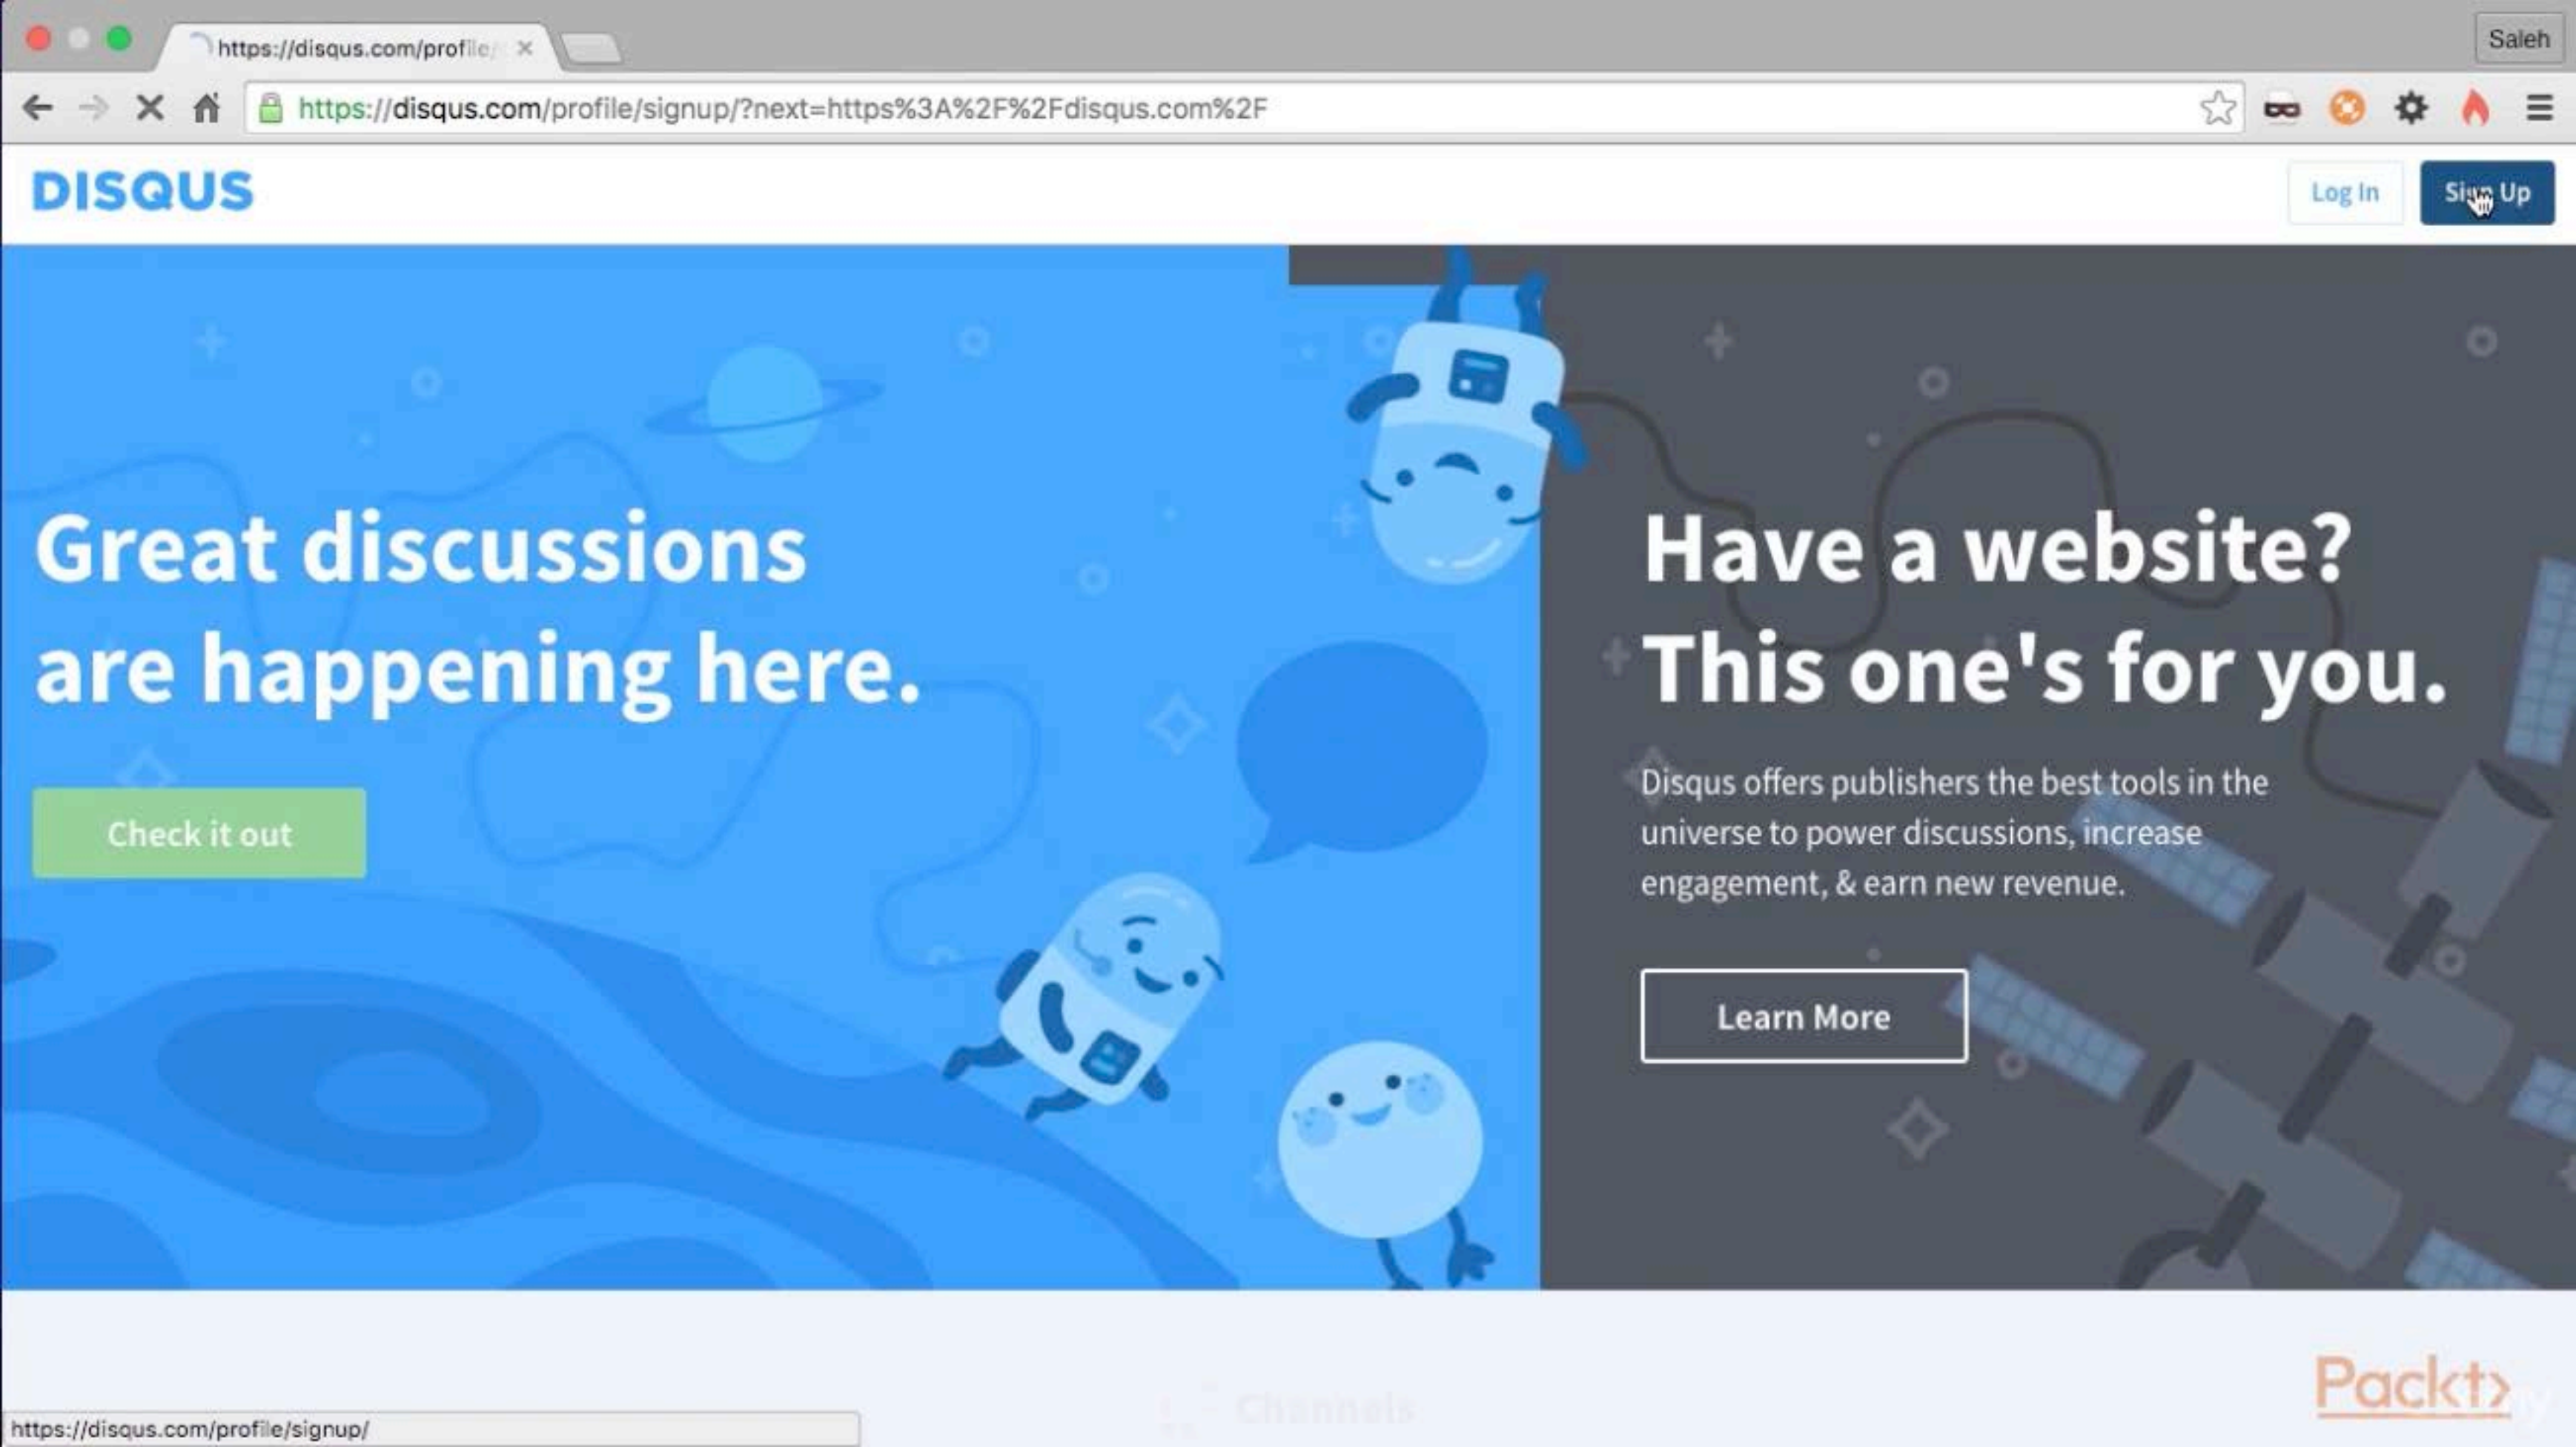 https://disqus.com/profile/
Saleh
https://disqus.com/profile/signup/?next=https%3A%2F%2Fdisqus.com%2F
DISQUS
Log In
Sign Up
Great discussions
are happening here.
Check it out
Have a website?
This one's for you.
Disqus offers publishers the best tools in the
universe to power discussions, increase
engagement, & earn new revenue.
Learn More
Channels
Packt>
https://disqus.com/profile/signup/